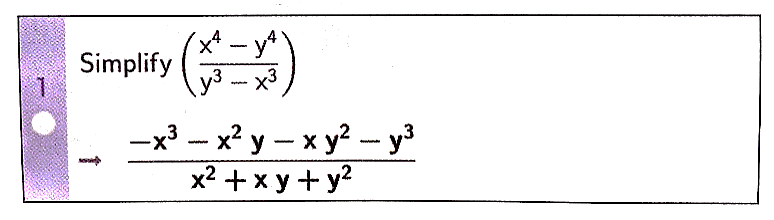 1
Simplify (x⁴ − y⁴ / y³ − x³)
→ −x³ − x² y − x y² − y³ / x² + x y + y²